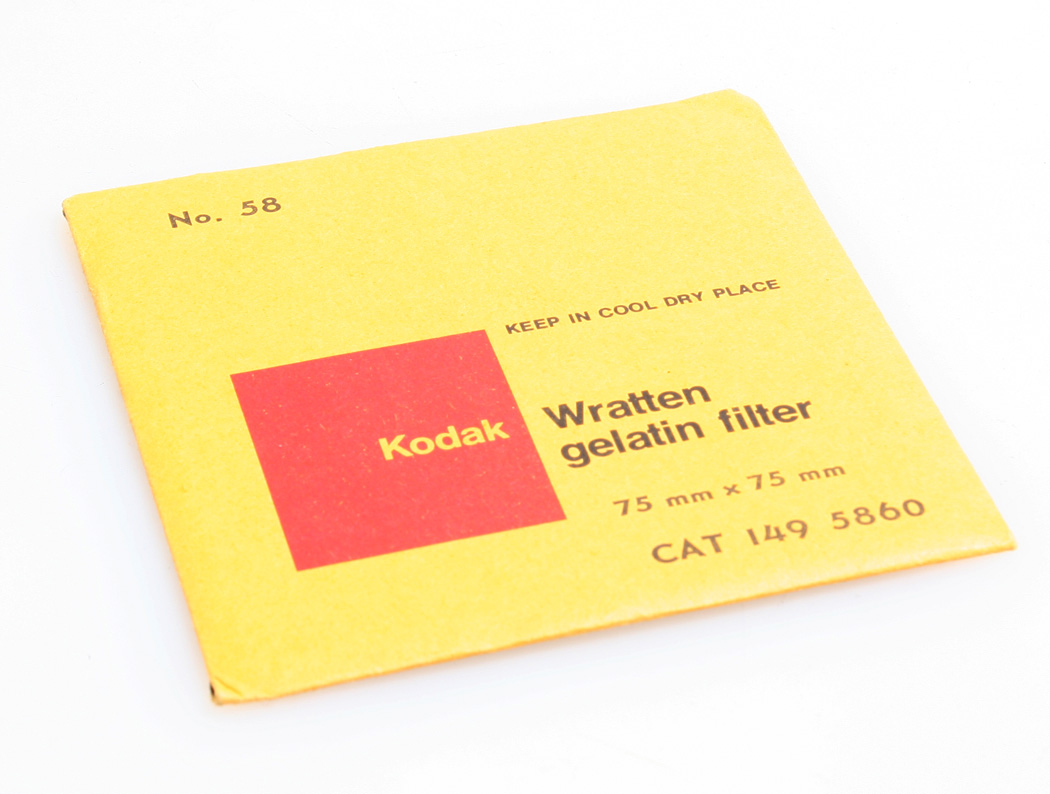 No. 58
KEEP IN COOL DRY PLACE
Kodak
Wratten
gelatin filter
75 mm x 75 mm
CAT 149 5860